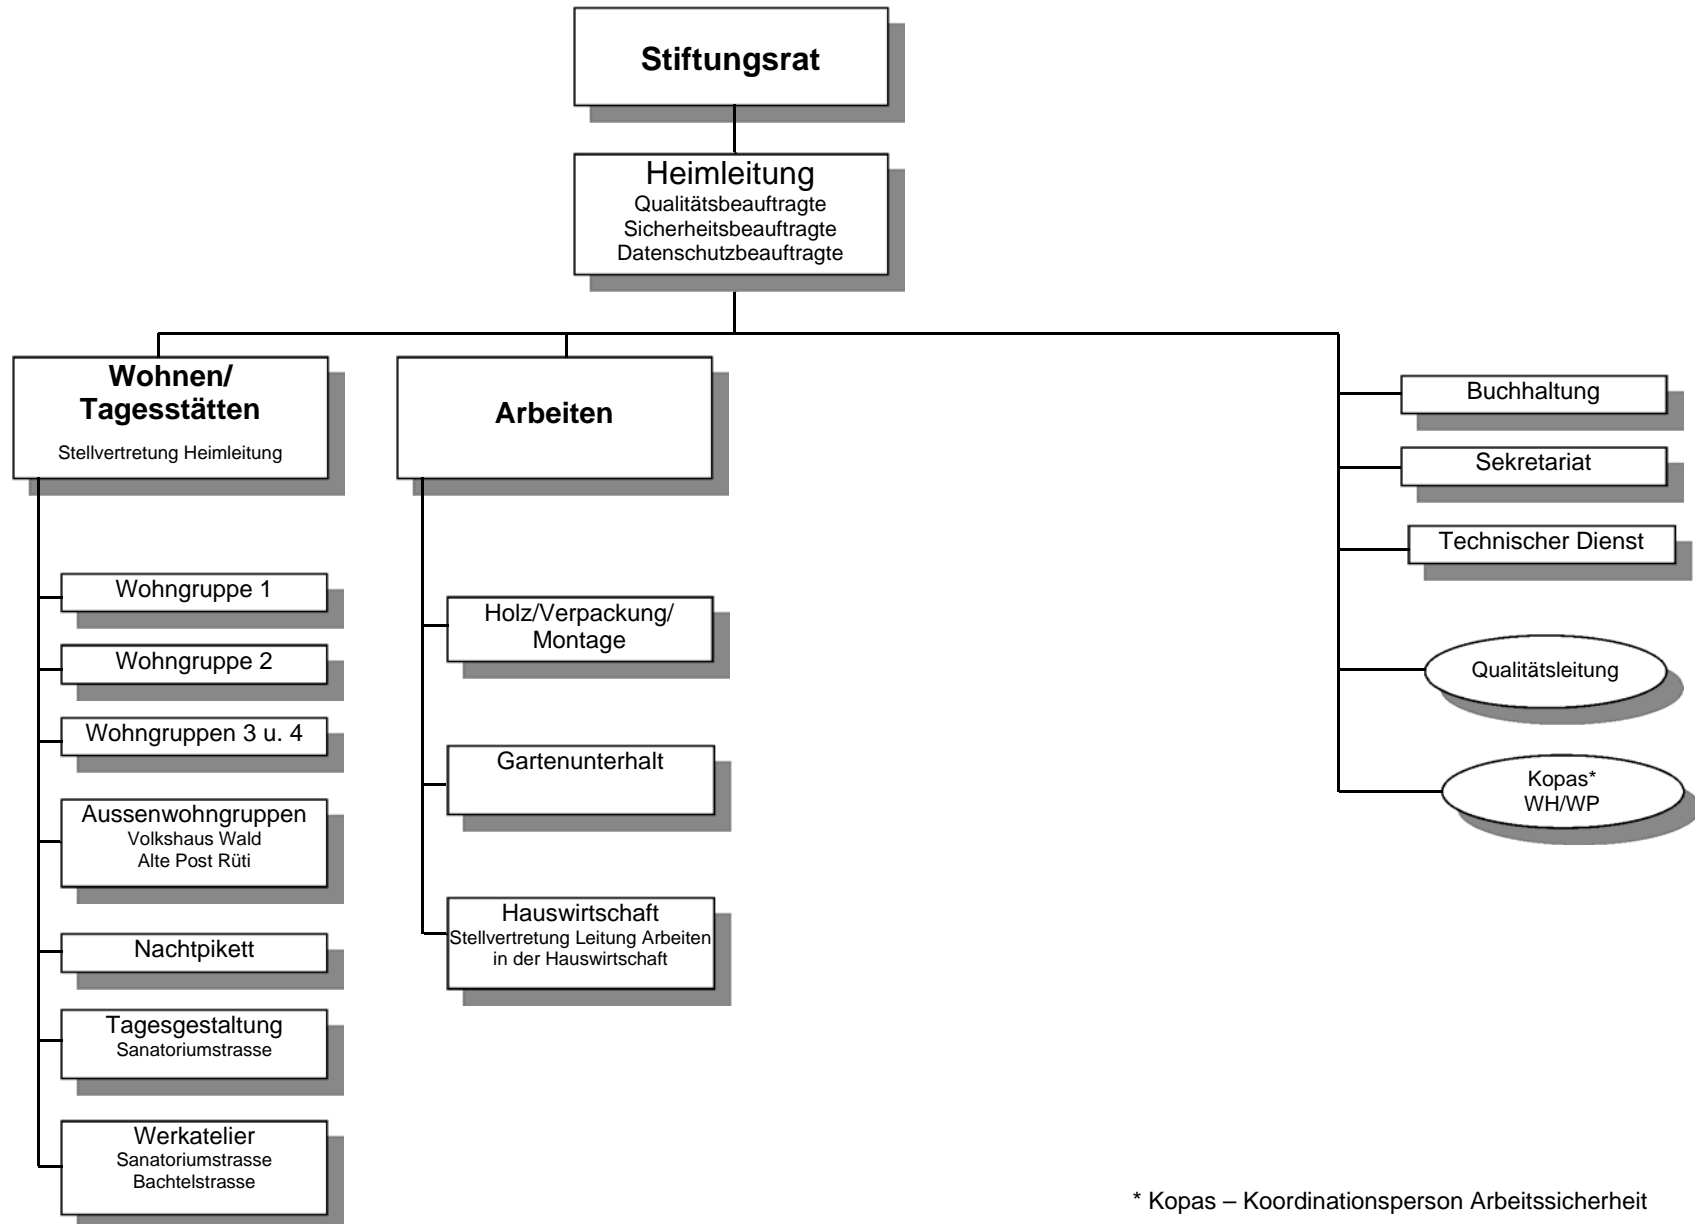 Stiftungsrat
Heimleitung
Qualitätsbeauftragte
Sicherheitsbeauftragte
Datenschutzbeauftragte
Wohnen/
Tagesstätten
Stellvertretung Heimleitung
Wohngruppe 1
Wohngruppe 2
Wohngruppen 3 u. 4
Aussenwohngruppen
Volkshaus Wald
Alte Post Rüti
Nachtpikett
Tagesgestaltung
Sanatoriumstrasse
Werkatelier
Sanatoriumstrasse
Bachtelstrasse
Arbeiten
Holz/Verpackung/
Montage
Gartenunterhalt
Hauswirtschaft
Stellvertretung Leitung Arbeiten
in der Hauswirtschaft
Buchhaltung
Sekretariat
Technischer Dienst
Qualitätsleitung
Kopas*
WH/WP
* Kopas – Koordinationsperson Arbeitssicherheit